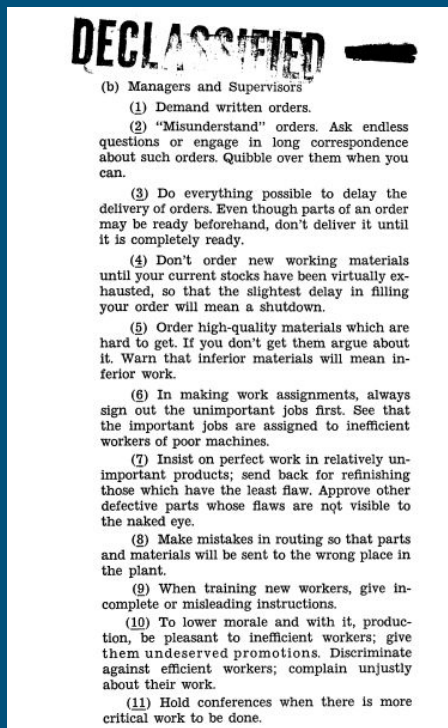 DECLASSIFIED
(b) Managers and Supervisors
(1) Demand written orders.
(2) “Misunderstand” orders. Ask endless
questions or engage in long correspondence
about such orders. Quibble over them when you
can.
(3) Do everything possible to delay the
delivery of orders. Even though parts of an order
may be ready beforehand, don’t deliver it until
it is completely ready.
(4) Don’t order new working materials
until your current stocks have been virtually ex-
hausted, so that the slightest delay in filling
your order will mean a shutdown.
(5) Order high-quality materials which are
hard to get. If you don’t get them argue about
it. Warn that inferior materials will mean in-
ferior work.
(6) In making work assignments, always
sign out the unimportant jobs first. See that
the important jobs are assigned to inefficient
workers of poor machines.
(7) Insist on perfect work in relatively un-
important products; send back for refinishing
those which have the least flaw. Approve other
defective parts whose flaws are not visible to
the naked eye.
(8) Make mistakes in routing so that parts
and materials will be sent to the wrong place in
the plant.
(9) When training new workers, give in-
complete or misleading instructions.
(10) To lower morale and with it, produc-
tion, be pleasant to inefficient workers; give
them undeserved promotions. Discriminate
against efficient workers; complain unjustly
about their work.
(11) Hold conferences when there is more
critical work to be done.